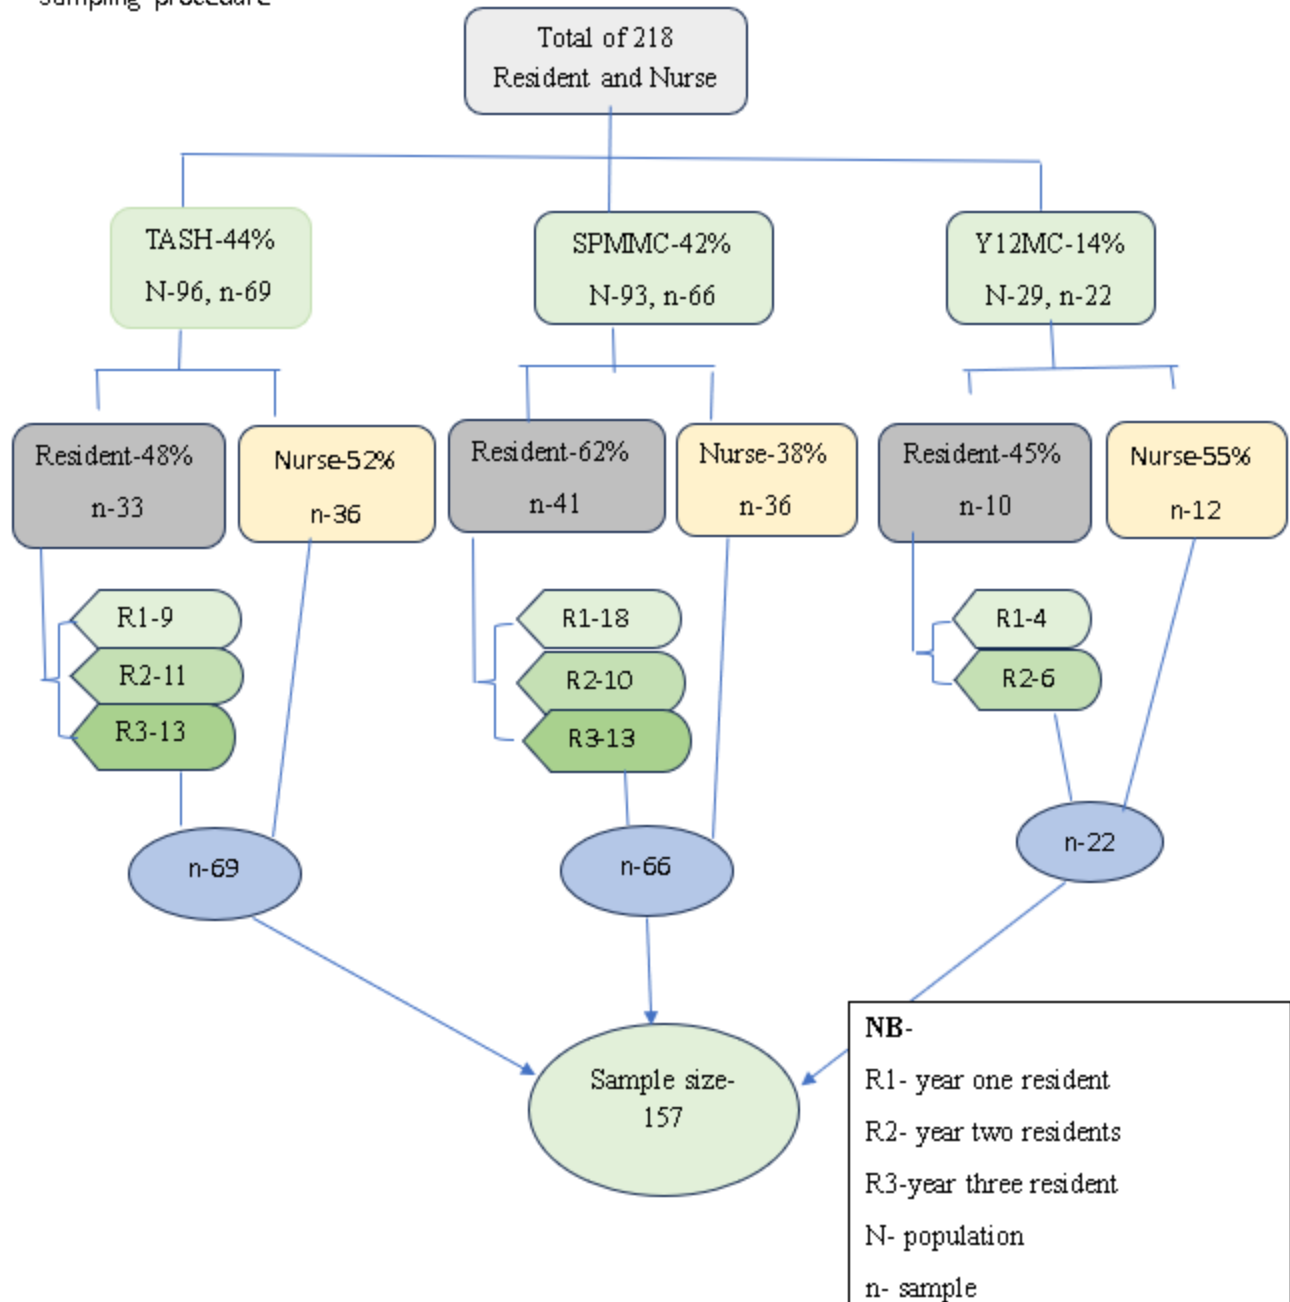 sampling procedure
Total of 218
Resident and Nurse
TASH-44%
N-96, n-69
SPMMC-42%
N-93, n-66
Y12MC-14%
N-29, n-22
Resident-48%
n-33
Nurse-52%
n-36
Resident-62%
n-41
Nurse-38%
n-36
Resident-45%
n-10
Nurse-55%
n-12
R1-9
R2-11
R3-13
R1-18
R2-10
R3-13
R1-4
R2-6
n-69
n-66
n-22
Sample size-
157
NB-
R1- year one resident
R2- year two residents
R3-year three resident
N- population
n- sample